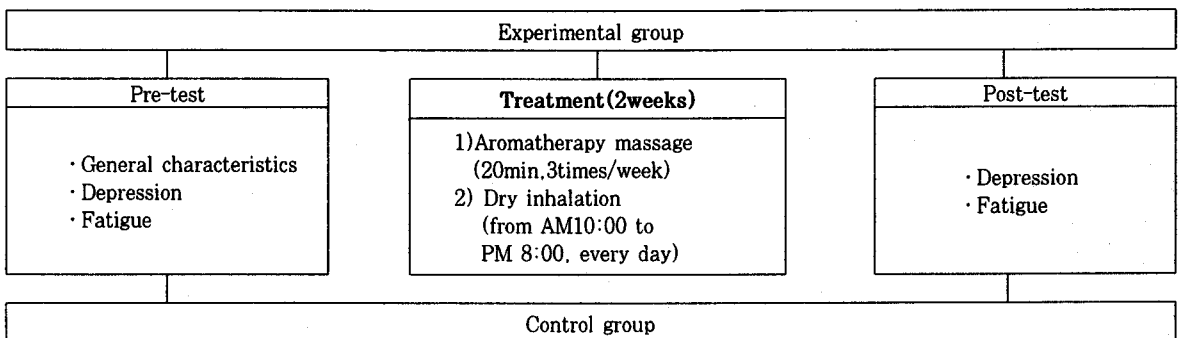 Experimental group
Pre-test
· General characteristics
· Depression
· Fatigue
Treatment(2weeks)
1)Aromatherapy massage
(20min,3times/week)
2) Dry inhalation
(from AM10:00 to
PM 8:00, every day)
Post-test
· Depression
· Fatigue
Control group